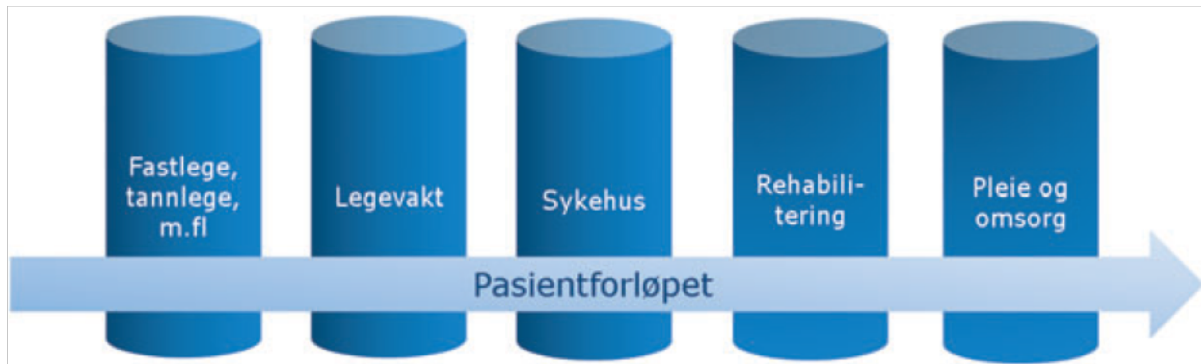 Fastlege,
tannlege,
m.fl
Legevakt
Sykehus
Rehabili-
tering
Pleie og
omsorg
Pasientforløpet